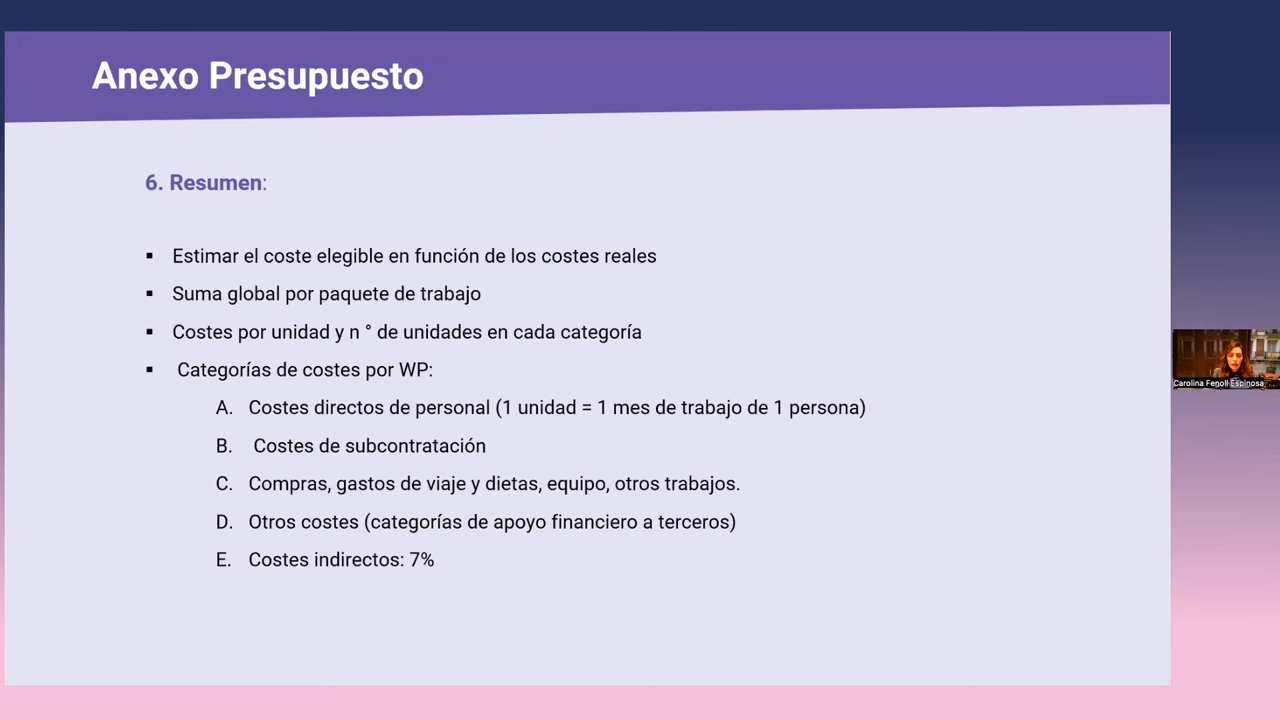 Anexo Presupuesto
6. Resumen:
▪ Estimar el coste elegible en función de los costes reales
▪ Suma global por paquete de trabajo
▪ Costes por unidad y n ° de unidades en cada categoría
▪ Categorías de costes por WP:
A. Costes directos de personal (1 unidad = 1 mes de trabajo de 1 persona)
B. Costes de subcontratación
C. Compras, gastos de viaje y dietas, equipo, otros trabajos.
D. Otros costes (categorías de apoyo financiero a terceros)
E. Costes indirectos: 7%
Carolina Fenoll Espinosa